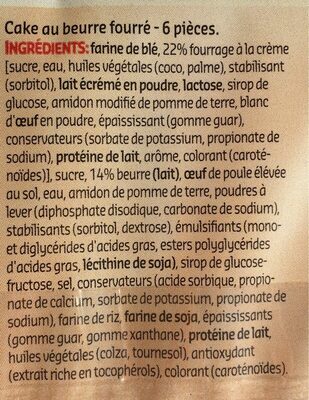 Cake au beurre fourré - 6 pièces.
INGRÉDIENTS: farine de blé, 22% fourrage à la crème
[sucre, eau, huiles végétales (coco, palme), stabilisant
(sorbitol), lait écrémé en poudre, lactose, sirop de
glucose, amidon modifié de pomme de terre, blanc
d'œuf en poudre, épaississant (gomme guar),
conservateurs (sorbate de potassium, propionate de
sodium), protéine de lait, arôme, colorant (caroté-
noïdes)], sucre, 14% beurre (lait), œuf de poule élevée
au sol, eau, amidon de pomme de terre, poudres à
lever (diphosphate disodique, carbonate de sodium),
stabilisants (sorbitol, dextrose), émulsifiants (mono-
et diglycérides d'acides gras, esters polyglycérides
d'acides gras, lécithine de soja), sirop de glucose-
fructose, sel, conservateurs (acide sorbique, propio-
nate de calcium, sorbate de potassium, propionate de
sodium), farine de riz, farine de soja, épaississants
(gomme guar, gomme xanthane), protéine de lait,
huiles végétales (colza, tournesol), antioxydant
(extrait riche en tocophérols), colorant (caroténoïdes).